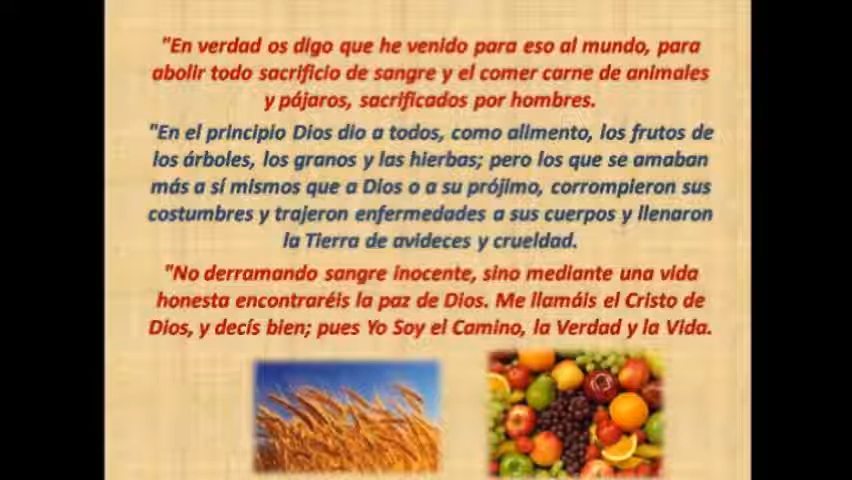 "En verdad os digo que he venido para eso al mundo, para
abolir todo sacrificio de sangre y el comer carne de animales
y pájaros, sacrificados por hombres.
"En el principio Dios dio a todos, como alimento, los frutos de
los árboles, los granos y las hierbas; pero los que se amaban
más a sí mismos que a Dios o a su prójimo, corrompieron sus
costumbres y trajeron enfermedades a sus cuerpos y llenaron
la Tierra de avideces y crueldad.
"No derramando sangre inocente, sino mediante una vida
honesta encontraréis la paz de Dios. Me llamáis el Cristo de
Dios, y decís bien; pues Yo Soy el Camino, la Verdad y la Vida.